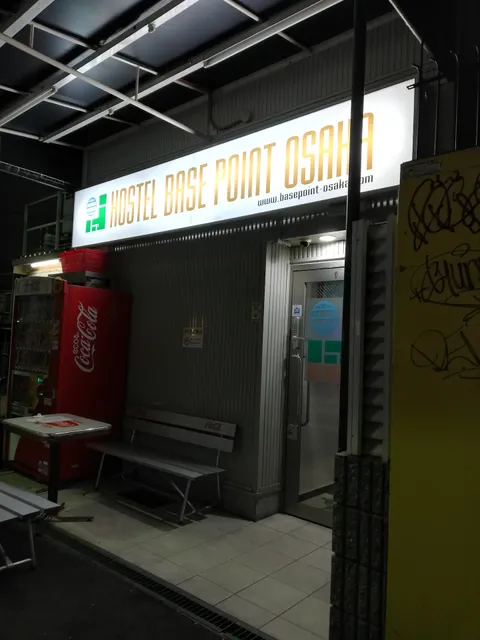 HOSTEL BASE POINT OSAKA
www.basepoint-osaka.com
Coca-Cola